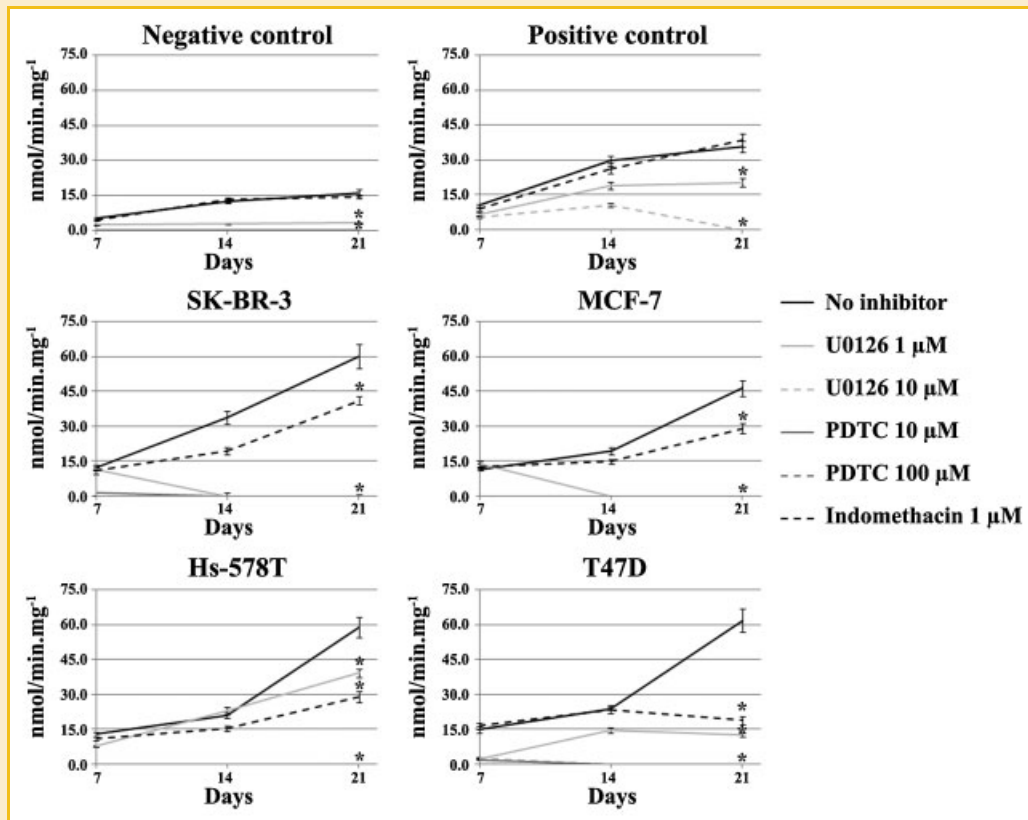 Negative control
75.0
60.0
45.0
30.0
15.0
0.0
nmol/min.mg⁻¹
7 14 21
Days
*
*
Positive control
75.0
60.0
45.0
30.0
15.0
0.0
nmol/min.mg⁻¹
7 14 21
Days
*
*
SK-BR-3
75.0
60.0
45.0
30.0
15.0
0.0
nmol/min.mg⁻¹
7 14 21
Days
*
*
MCF-7
75.0
60.0
45.0
30.0
15.0
0.0
nmol/min.mg⁻¹
7 14 21
Days
*
*
No inhibitor
U0126 1 µM
U0126 10 µM
PDTC 10 µM
PDTC 100 µM
Indomethacin 1 µM
Hs-578T
75.0
60.0
45.0
30.0
15.0
0.0
nmol/min.mg⁻¹
7 14 21
Days
*
*
*
T47D
75.0
60.0
45.0
30.0
15.0
0.0
nmol/min.mg⁻¹
7 14 21
Days
*
*
*